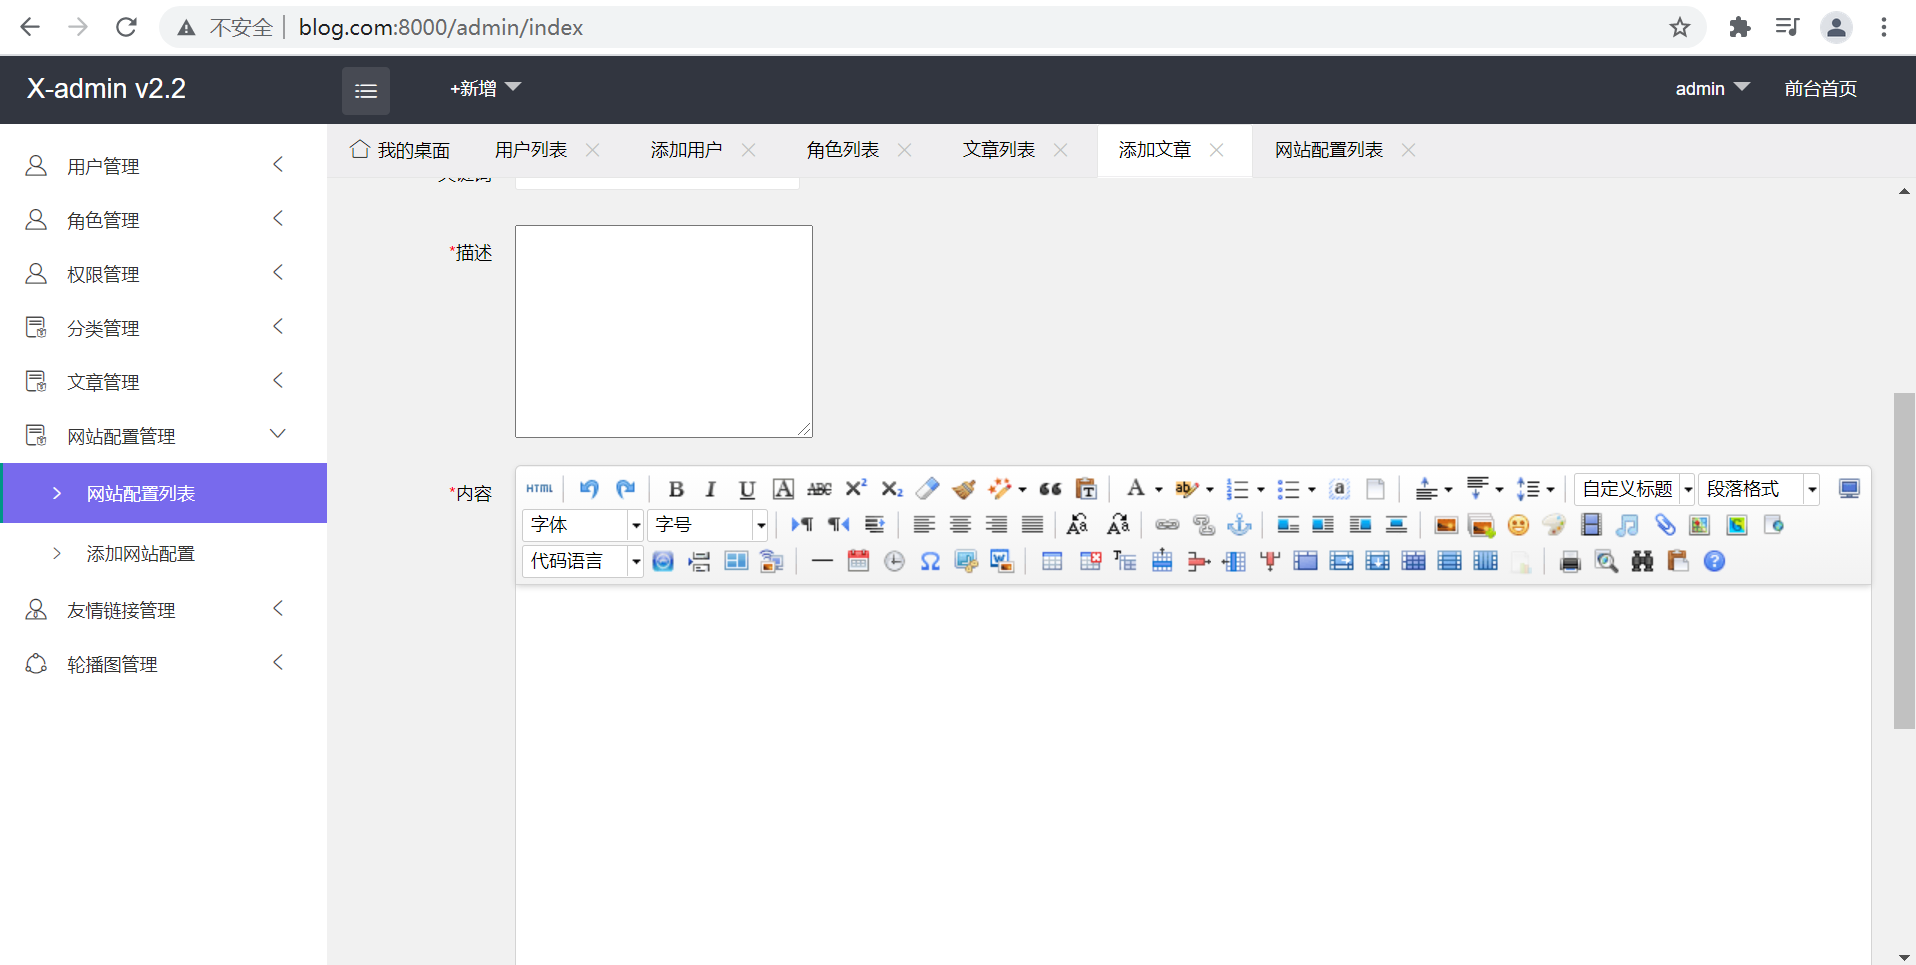 不安全 | blog.com:8000/admin/index
X-admin v2.2
+新增
admin
前台首页
用户管理
角色管理
权限管理
分类管理
文章管理
网站配置管理
网站配置列表
添加网站配置
友情链接管理
轮播图管理
我的桌面
用户列表
添加用户
角色列表
文章列表
添加文章
网站配置列表
关键词
*描述
*内容
HTML
自定义标题
段落格式
字体
字号
代码语言